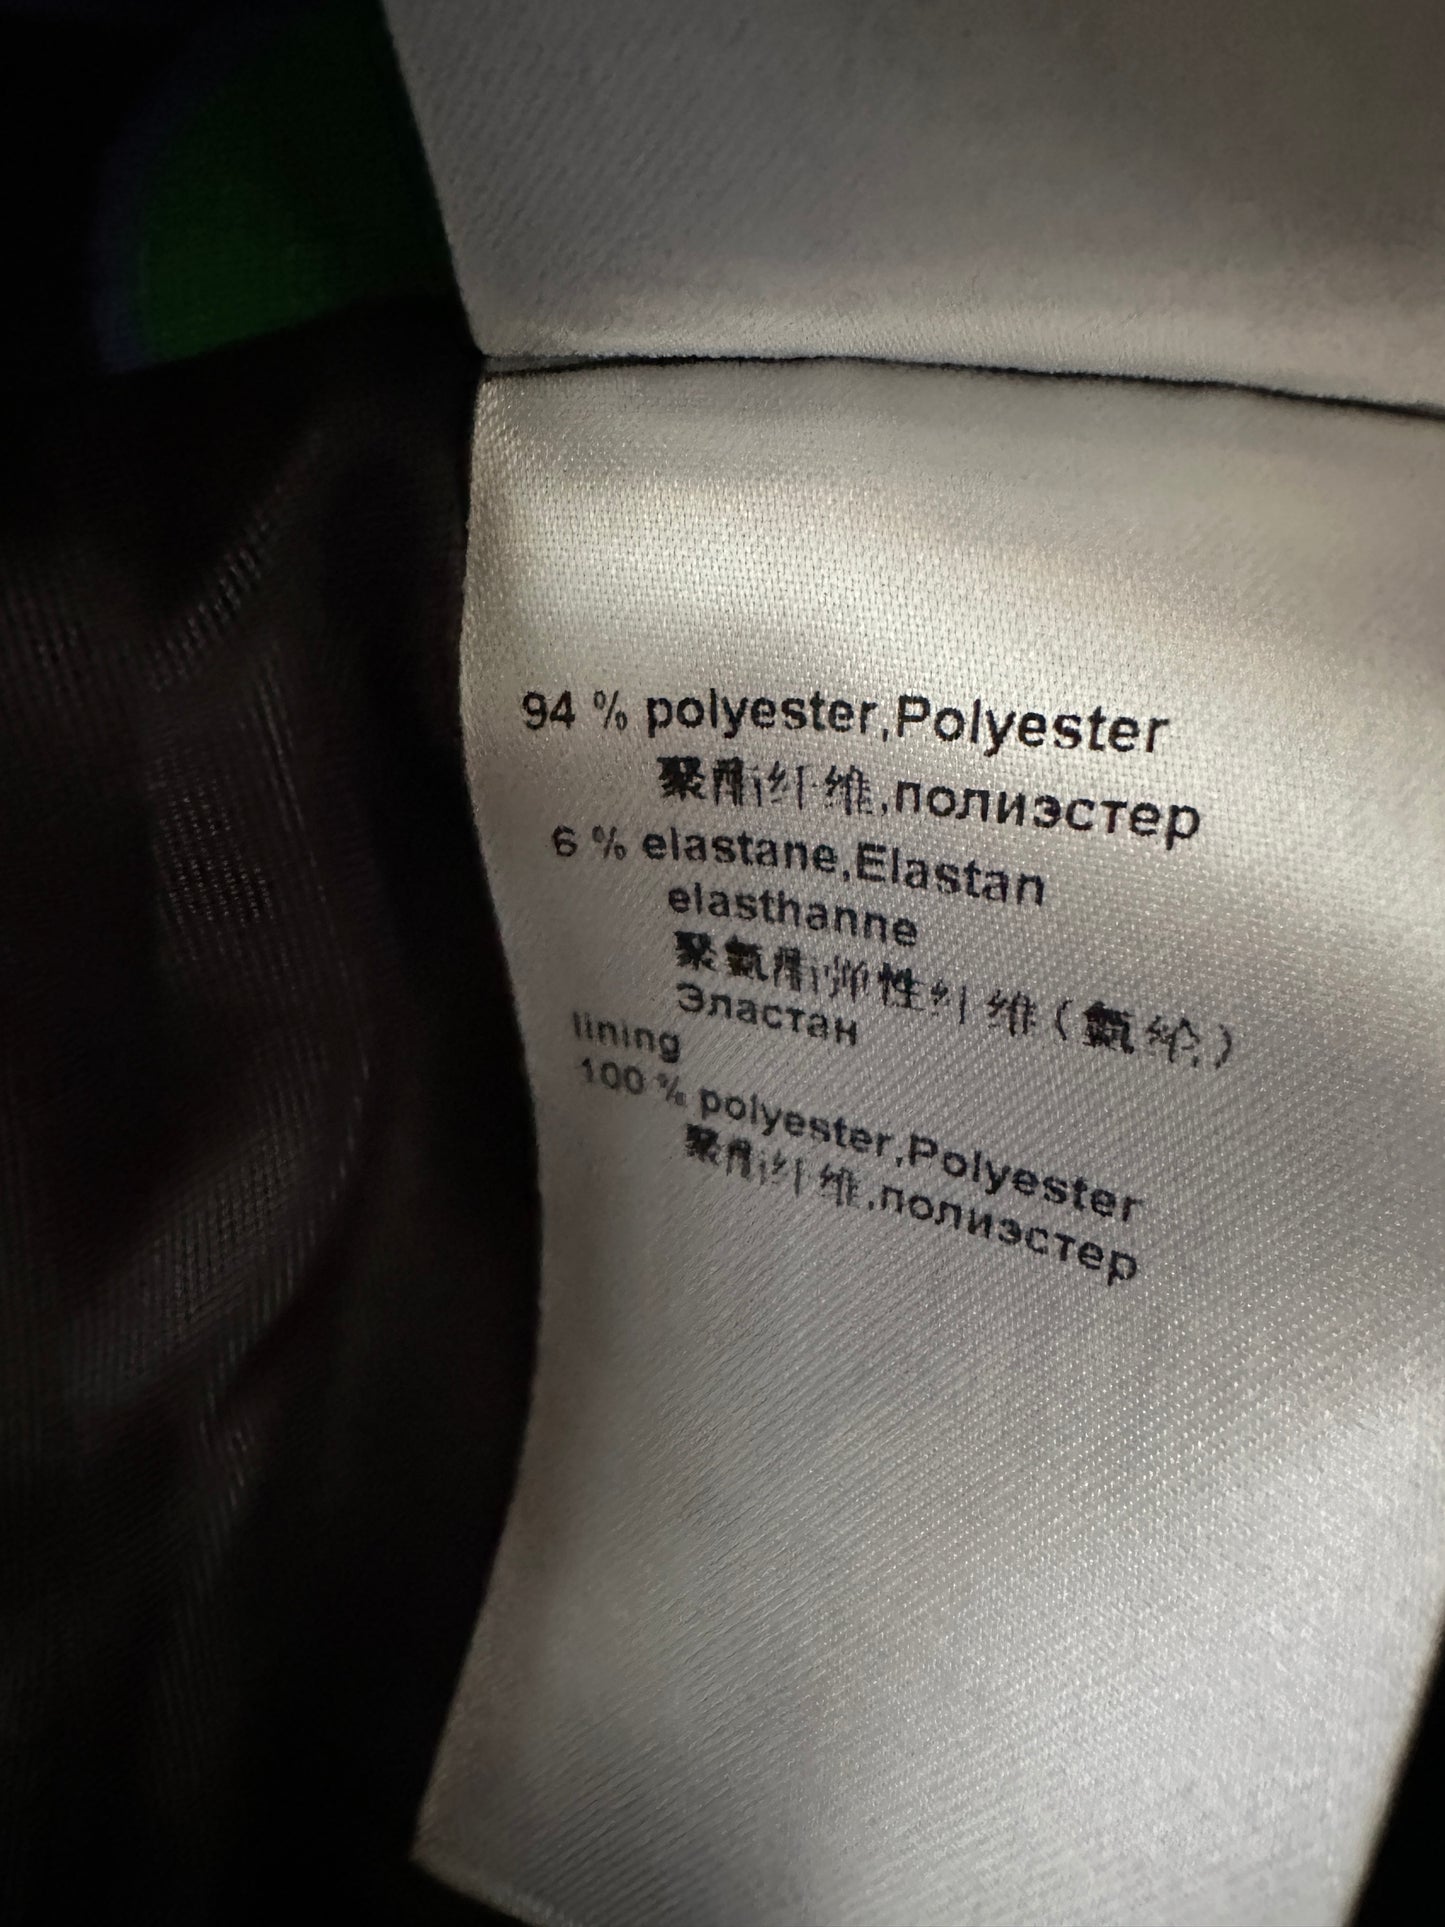 94 % polyester,Polyester
聚酯纤维,полиэстер
6 % elastane,Elastan
elasthanne
聚氨酯弹性纤维(氨纶)
Эластан
lining
100 % polyester,Polyester
聚酯纤维,полиэстер